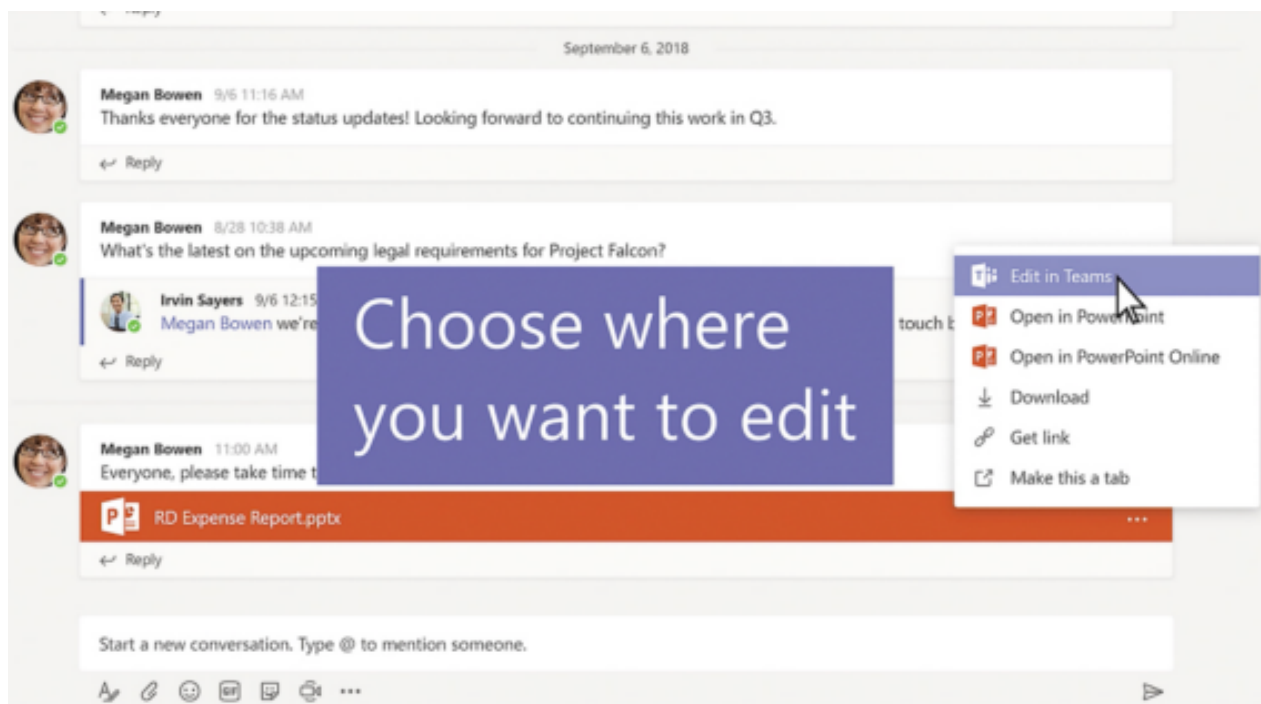 September 6, 2018
Megan Bowen 9/6 11:16 AM
Thanks everyone for the status updates! Looking forward to continuing this work in Q3.
Reply
Megan Bowen 8/28 10:38 AM
What's the latest on the upcoming legal requirements for Project Falcon?
Irvin Sayers 9/6 12:15
Megan Bowen we're
touch
Reply
Choose where
you want to edit
Edit in Teams
Open in PowerPoint
Open in PowerPoint Online
Download
Get link
Make this a tab
Megan Bowen 11:00 AM
Everyone, please take time
RD Expense Report.pptx
Reply
Start a new conversation. Type @ to mention someone.
GIF